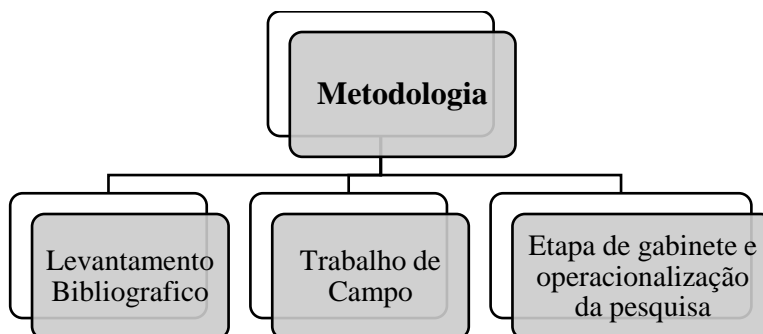 Metodologia
Levantamento
Bibliografico
Trabalho de
Campo
Etapa de gabinete e
operacionalização
da pesquisa